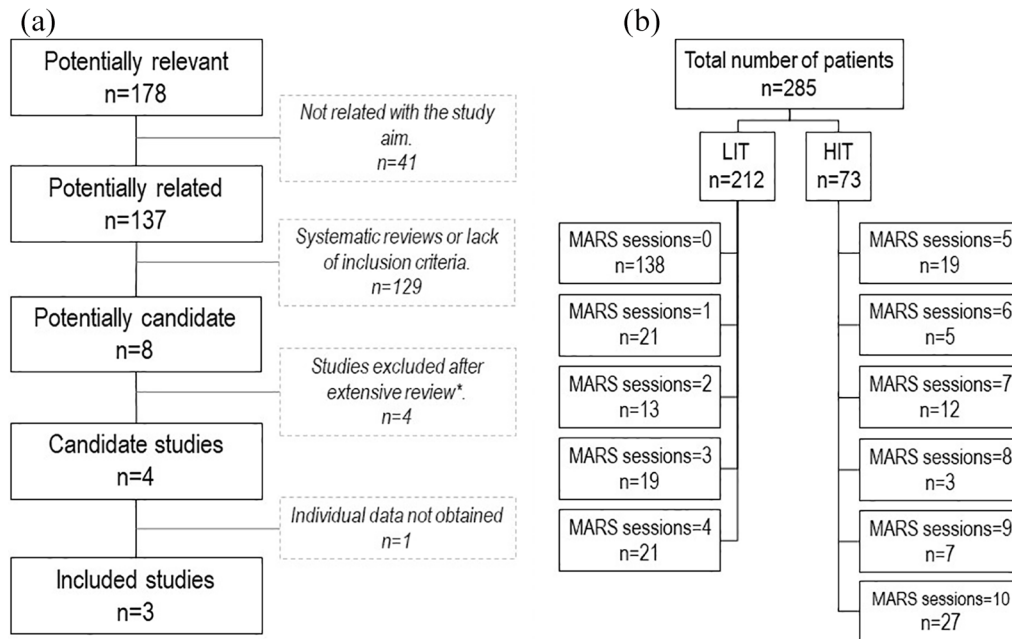 (a)
Potentially relevant
n=178
Not related with the study
aim.
n=41
Potentially related
n=137
Systematic reviews or lack
of inclusion criteria.
n=129
Potentially candidate
n=8
Studies excluded after
extensive review*.
n=4
Candidate studies
n=4
Individual data not obtained
n=1
Included studies
n=3
(b)
Total number of patients
n=285
LIT
n=212
HIT
n=73
MARS sessions=0
n=138
MARS sessions=1
n=21
MARS sessions=2
n=13
MARS sessions=3
n=19
MARS sessions=4
n=21
MARS sessions=5
n=19
MARS sessions=6
n=5
MARS sessions=7
n=12
MARS sessions=8
n=3
MARS sessions=9
n=7
MARS sessions=10
n=27